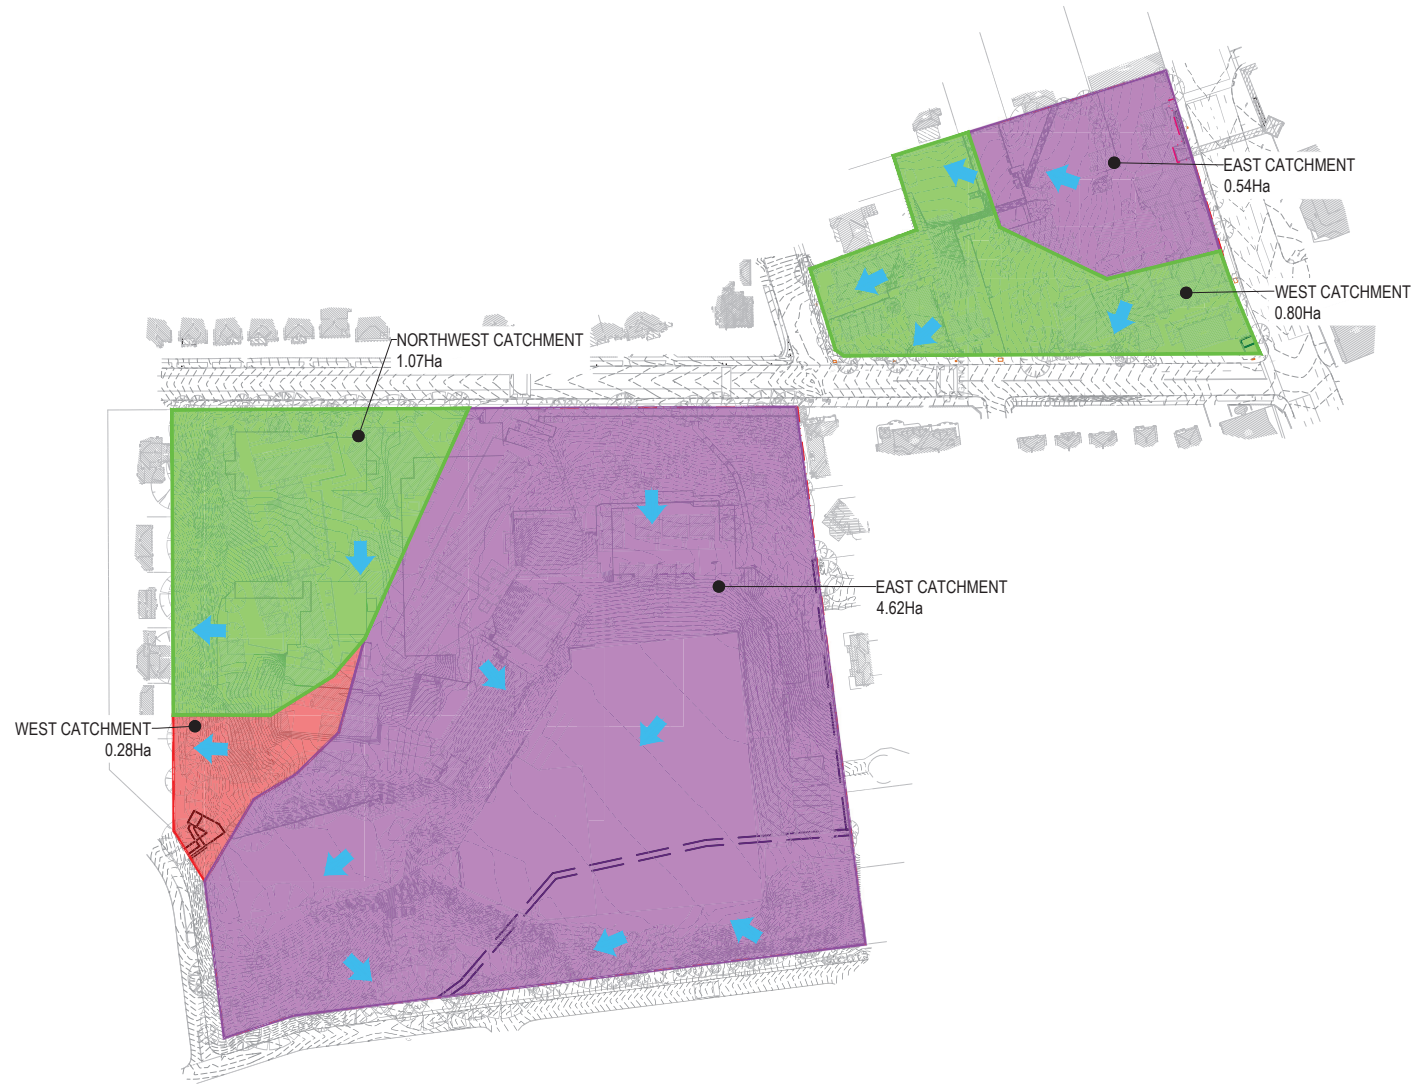 EAST CATCHMENT
0.54Ha
WEST CATCHMENT
0.80Ha
NORTHWEST CATCHMENT
1.07Ha
EAST CATCHMENT
4.62Ha
WEST CATCHMENT
0.28Ha